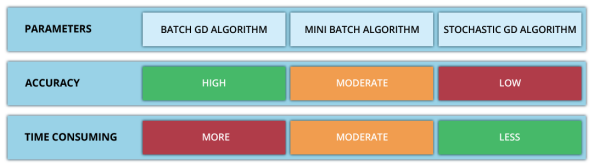 PARAMETERS BATCH GD ALGORITHM MINI BATCH ALGORITHM STOCHASTIC GD ALGORITHM
ACCURACY HIGH MODERATE LOW
TIME CONSUMING MORE MODERATE LESS